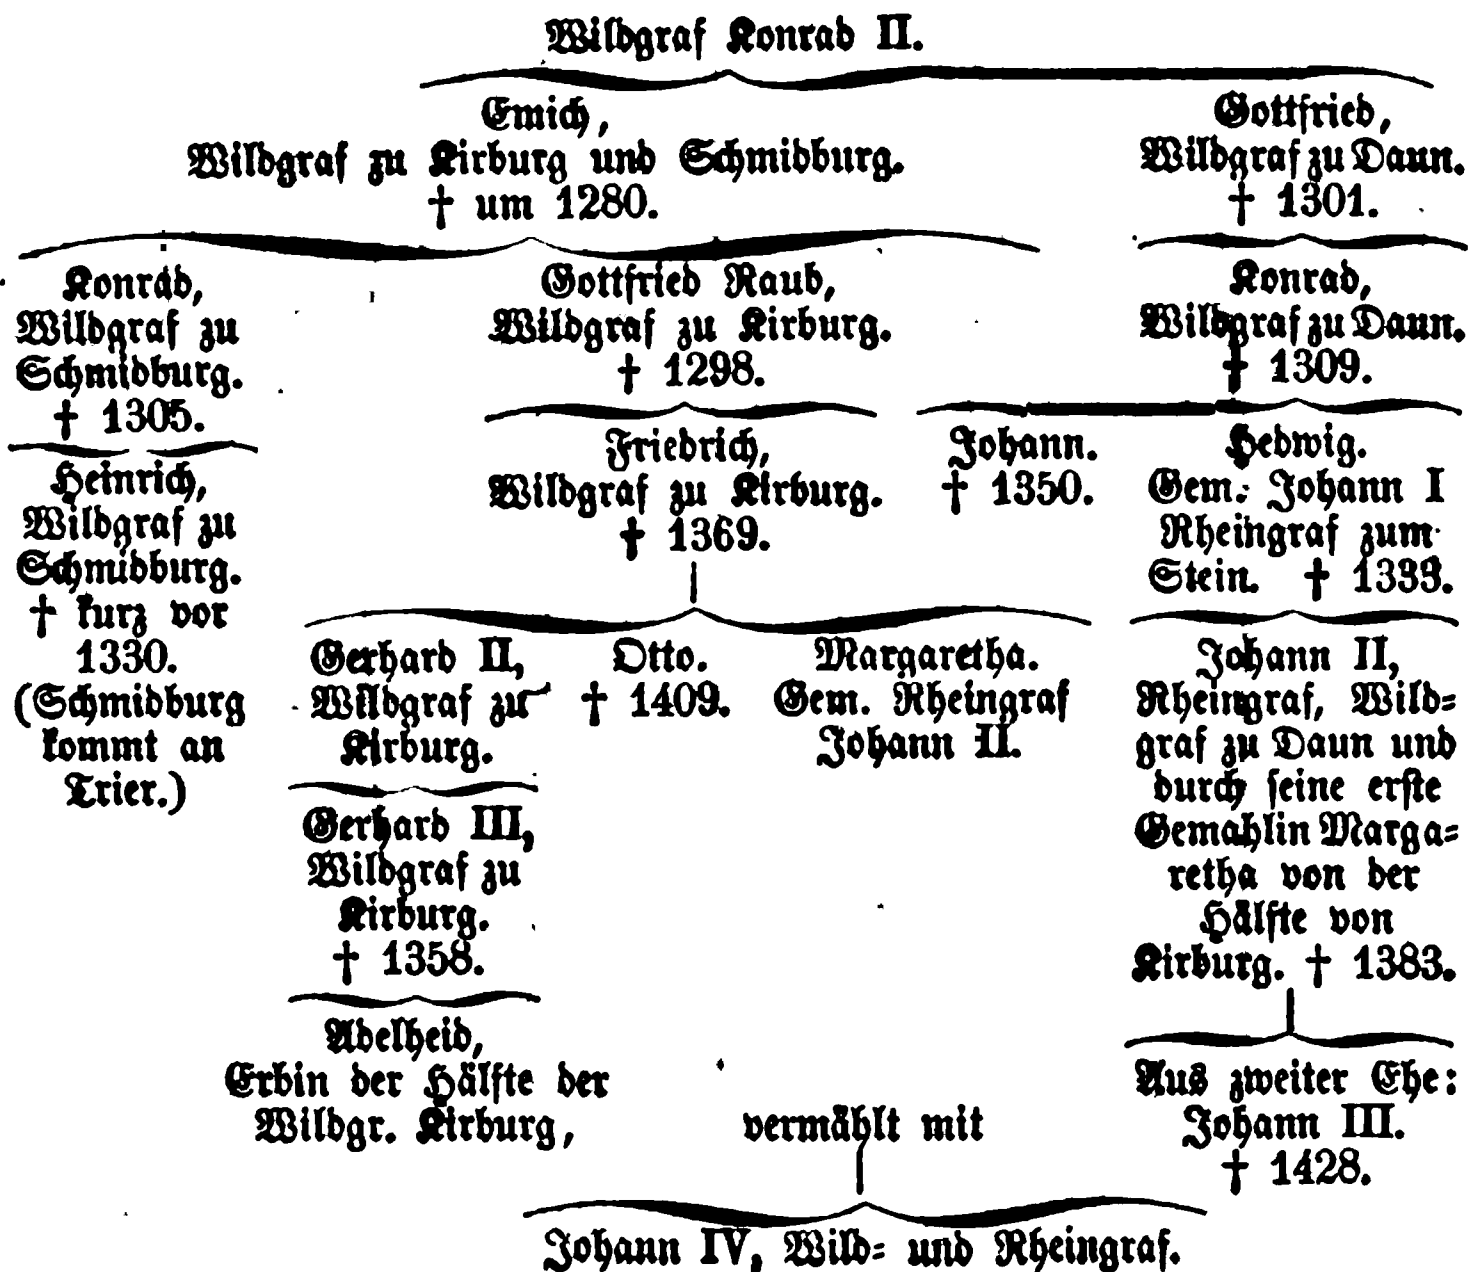 Wildgraf Konrad II.
Emich,
Wildgraf zu Kirburg und Schmidburg.
† um 1280.
Gottfried,
Wildgraf zu Daun.
† 1301.
Konrad,
Wildgraf zu
Schmidburg.
† 1305.
Gottfried Raub,
Wildgraf zu Kirburg.
† 1298.
Konrad,
Wildgraf zu Daun.
† 1309.
Heinrich,
Wildgraf zu
Schmidburg.
† kurz vor
1330.
(Schmidburg
kommt an
Trier.)
Friedrich,
Wildgraf zu Kirburg.
† 1369.
Johann.
† 1350.
Hedwig.
Gem. Johann I
Rheingraf zum
Stein. † 1333.
Gerhard II,
Wildgraf zu
Kirburg.
Otto.
† 1409.
Margaretha.
Gem. Rheingraf
Johann II.
Johann II,
Rheingraf, Wild=
graf zu Daun und
durch seine erste
Gemahlin Marga=
retha von der
Hälfte von
Kirburg. † 1383.
Gerhard III,
Wildgraf zu
Kirburg.
† 1358.
Adelheid,
Erbin der Hälfte der
Wildgr. Kirburg,
vermählt mit
Aus zweiter Ehe:
Johann III.
† 1428.
Johann IV, Wild= und Rheingraf.